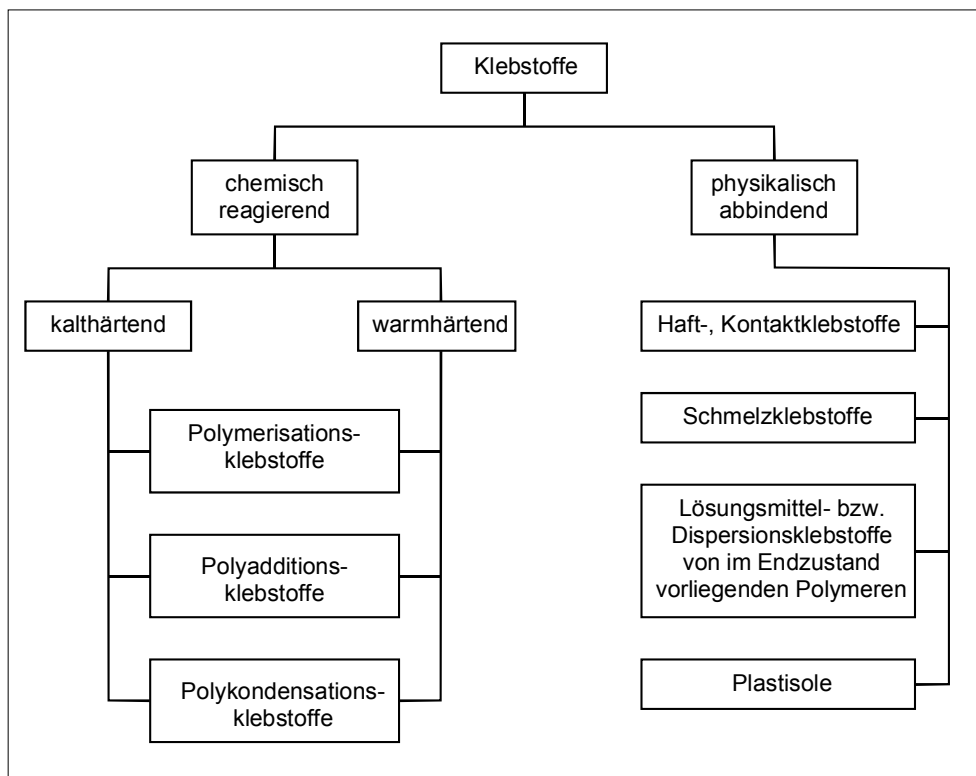 Klebstoffe
chemisch
reagierend
physikalisch
abbindend
kalthärtend
warmhärtend
Haft-, Kontaktklebstoffe
Schmelzklebstoffe
Polymerisations-
klebstoffe
Lösungsmittel- bzw.
Dispersionsklebstoffe
von im Endzustand
vorliegenden Polymeren
Polyadditions-
klebstoffe
Polykondensations-
klebstoffe
Plastisole